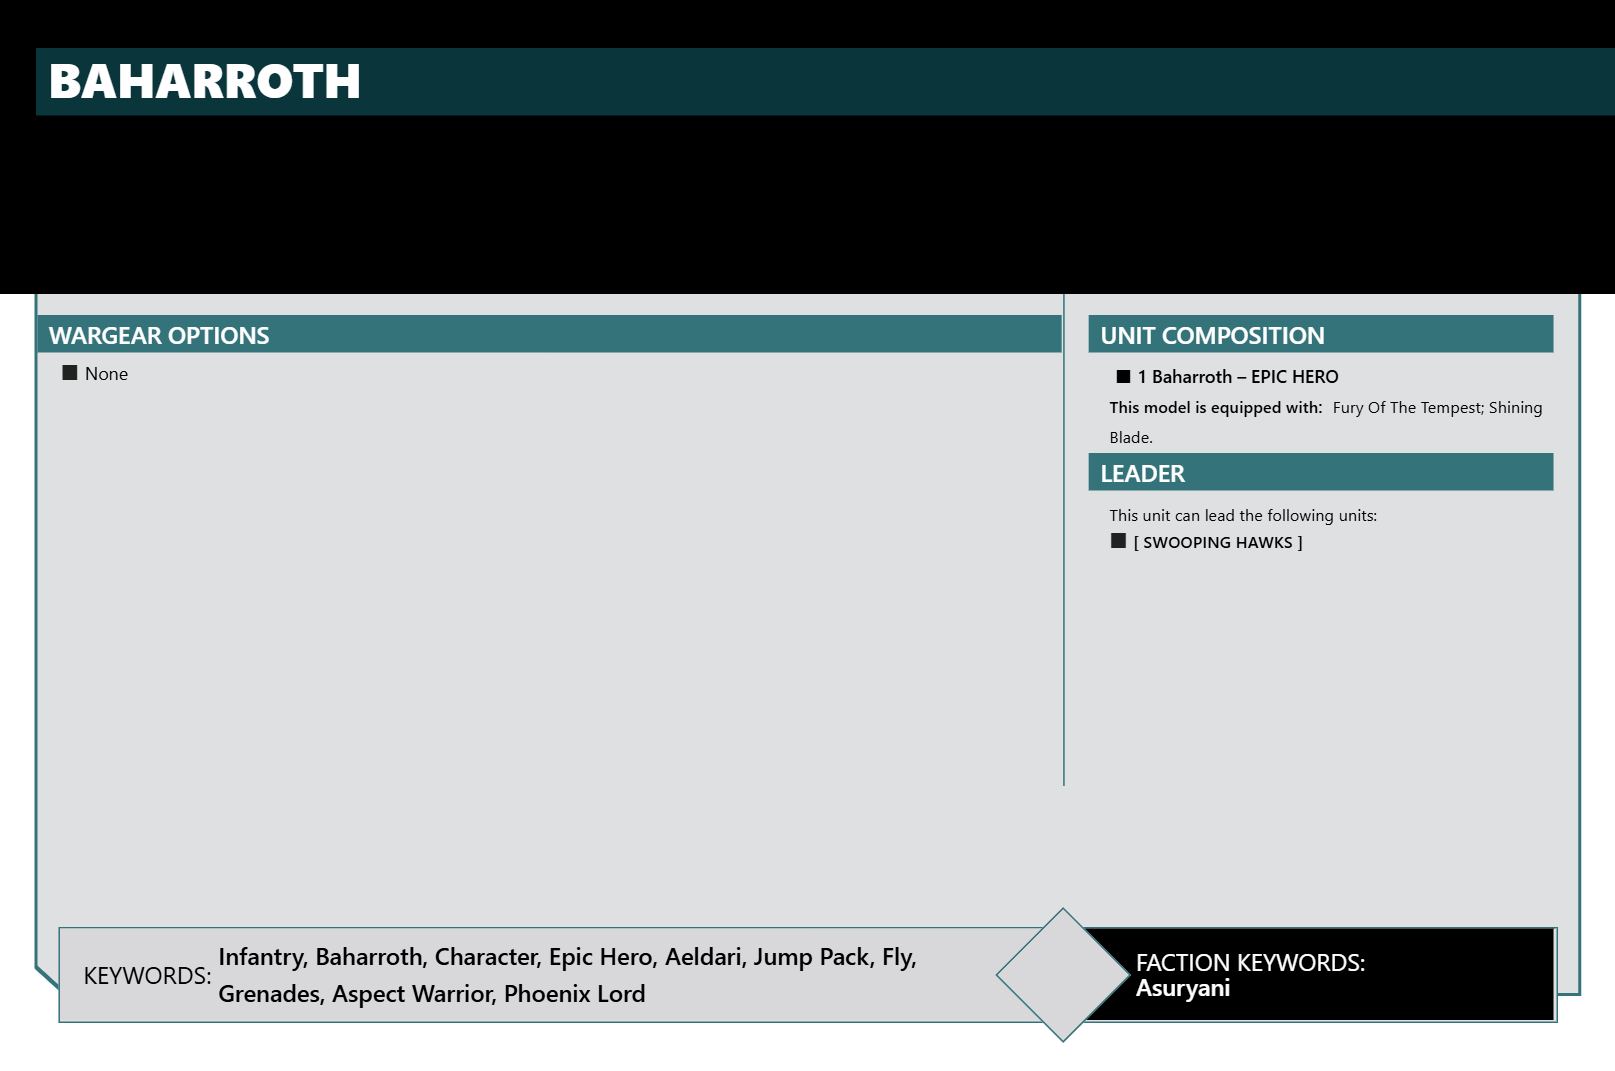 BAHARROTH
WARGEAR OPTIONS
None
UNIT COMPOSITION
1 Baharroth – EPIC HERO
This model is equipped with: Fury Of The Tempest; Shining
Blade.
LEADER
This unit can lead the following units:
[ SWOOPING HAWKS ]
KEYWORDS: Infantry, Baharroth, Character, Epic Hero, Aeldari, Jump Pack, Fly,
Grenades, Aspect Warrior, Phoenix Lord
FACTION KEYWORDS:
Asuryani